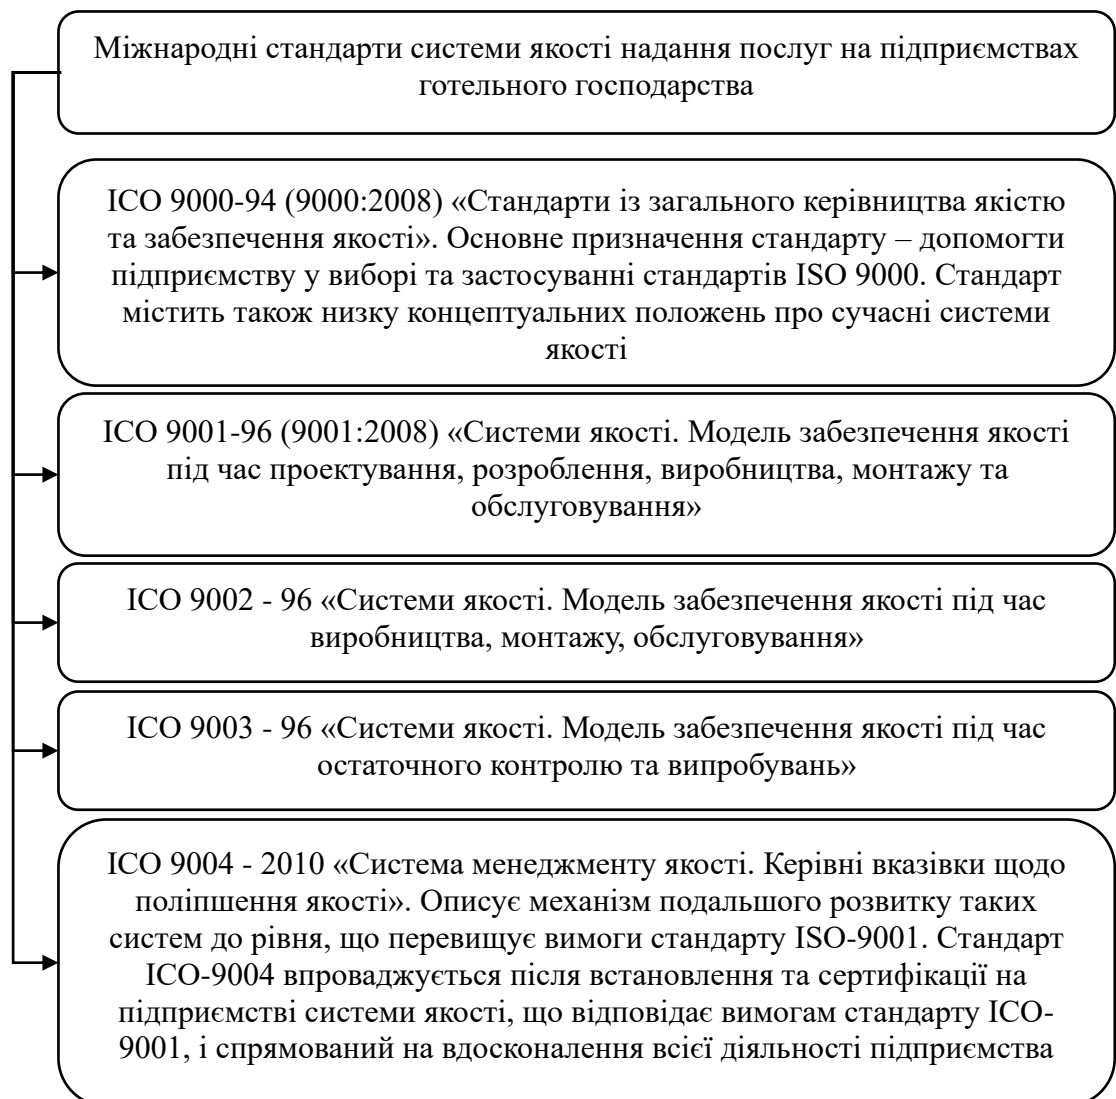 Міжнародні стандарти системи якості надання послуг на підприємствах
готельного господарства
ІСО 9000-94 (9000:2008) «Стандарти із загального керівництва якістю
та забезпечення якості». Основне призначення стандарту – допомогти
підприємству у виборі та застосуванні стандартів ISO 9000. Стандарт
містить також низку концептуальних положень про сучасні системи
якості
ІСО 9001-96 (9001:2008) «Системи якості. Модель забезпечення якості
під час проектування, розроблення, виробництва, монтажу та
обслуговування»
ІСО 9002 - 96 «Системи якості. Модель забезпечення якості під час
виробництва, монтажу, обслуговування»
ІСО 9003 - 96 «Системи якості. Модель забезпечення якості під час
остаточного контролю та випробувань»
ІСО 9004 - 2010 «Система менеджменту якості. Керівні вказівки щодо
поліпшення якості». Описує механізм подальшого розвитку таких
систем до рівня, що перевищує вимоги стандарту ISO-9001. Стандарт
ІСО-9004 впроваджується після встановлення та сертифікації на
підприємстві системи якості, що відповідає вимогам стандарту ІСО-
9001, і спрямований на вдосконалення всієї діяльності підприємства